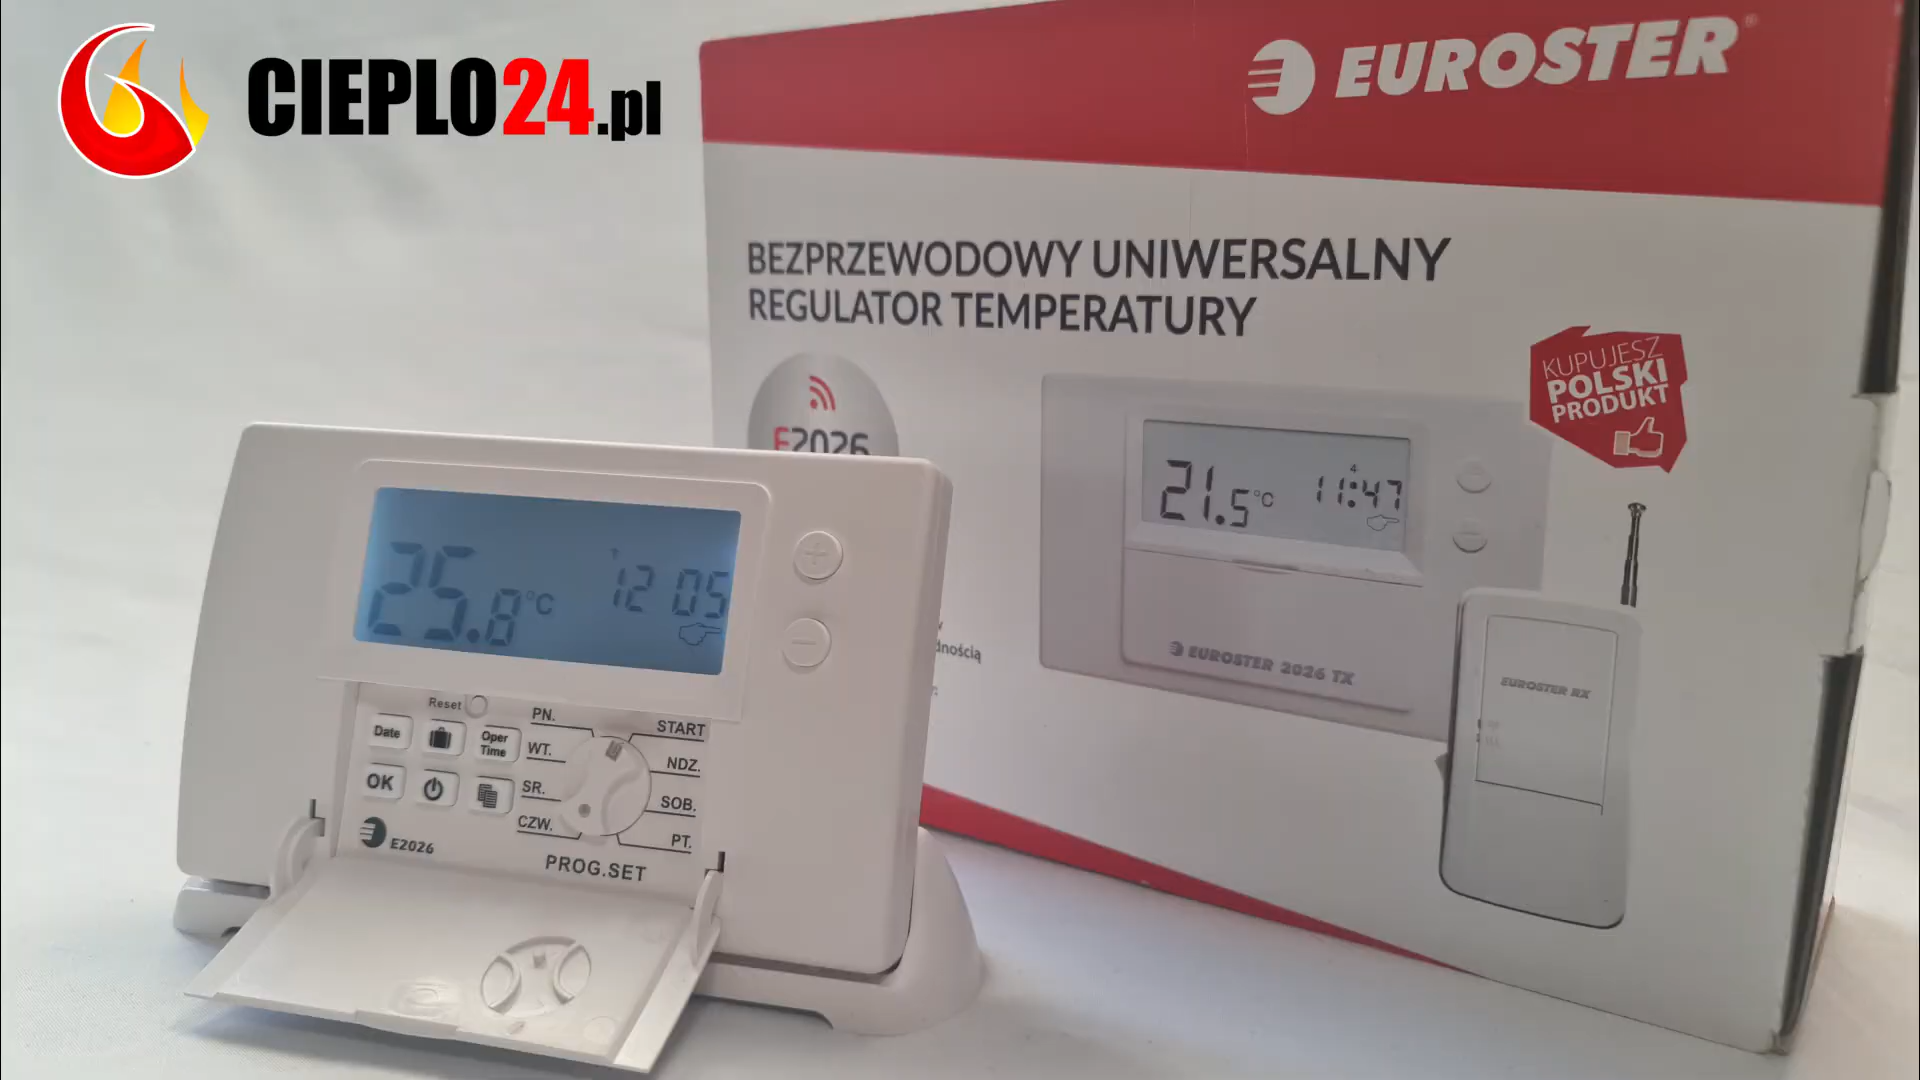 CIEPLO24.pl
EUROSTER®
BEZPRZEWODOWY UNIWERSALNY
REGULATOR TEMPERATURY
KUPUJESZ
POLSKI
PRODUKT
E2026
21.5°C
4
11:47
EUROSTER 2026 TX
EUROSTER RX
25.8°C
12 05
Reset
Date
Oper
Time
OK
E2026
PN.
WT.
SR.
CZW.
START
NDZ.
SOB.
PT.
PROG.SET